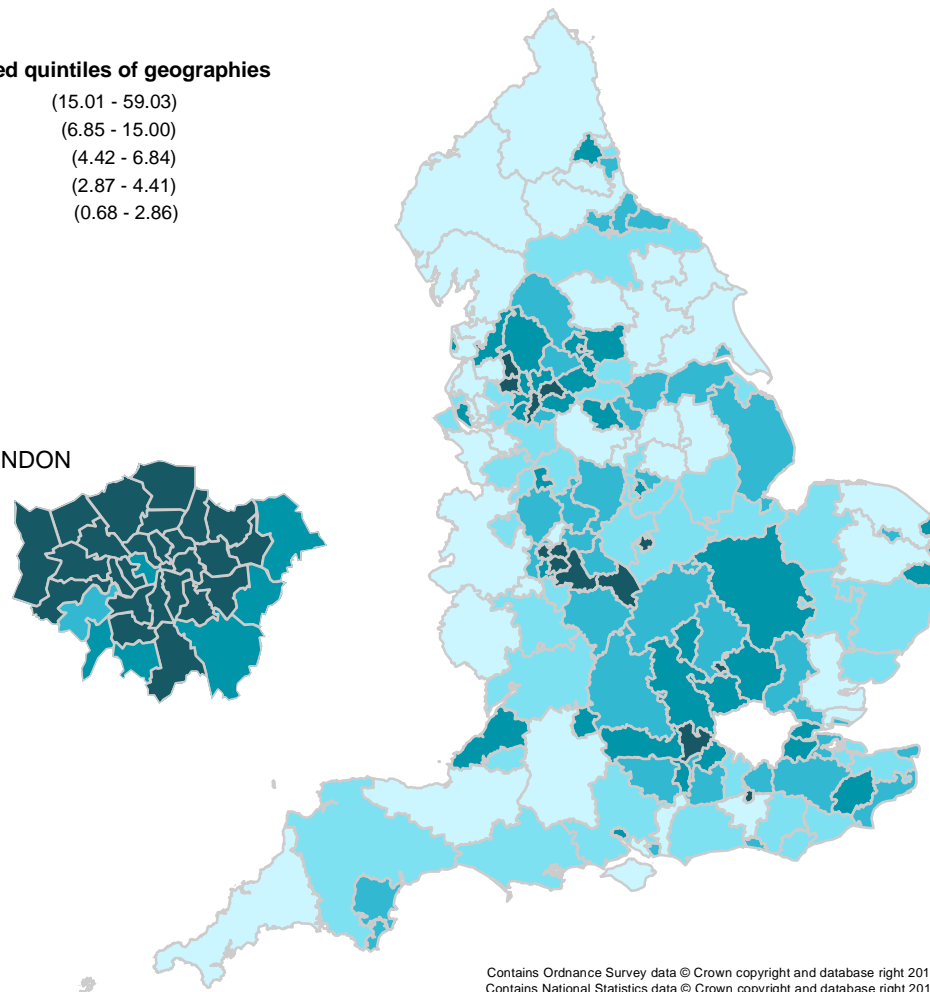 ed quintiles of geographies
(15.01 - 59.03)
(6.85 - 15.00)
(4.42 - 6.84)
(2.87 - 4.41)
(0.68 - 2.86)
NDON
Contains Ordnance Survey data © Crown copyright and database right 201
Contains National Statistics data © Crown copyright and database right 201